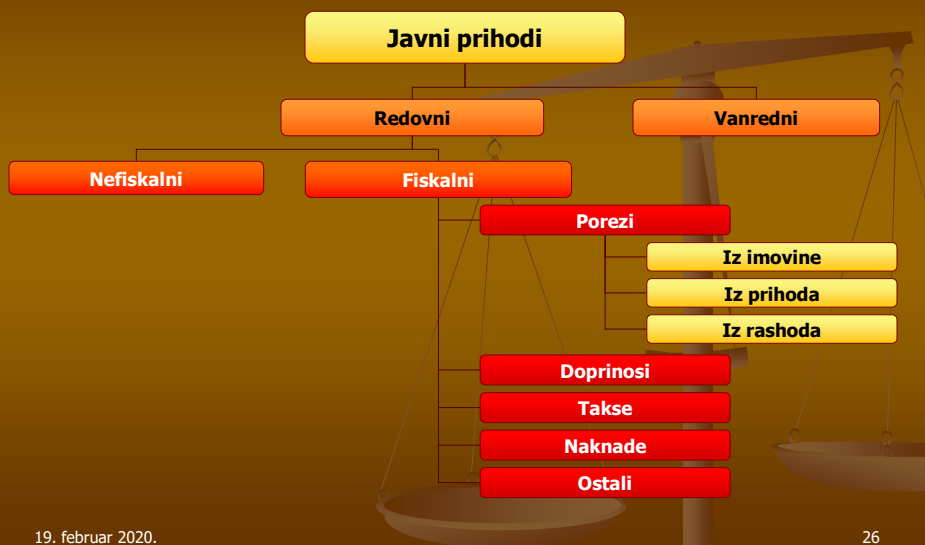 Javni prihodi
Redovni
Vanredni
Nefiskalni
Fiskalni
Porezi
Iz imovine
Iz prihoda
Iz rashoda
Doprinosi
Takse
Naknade
Ostali
19. februar 2020.
26